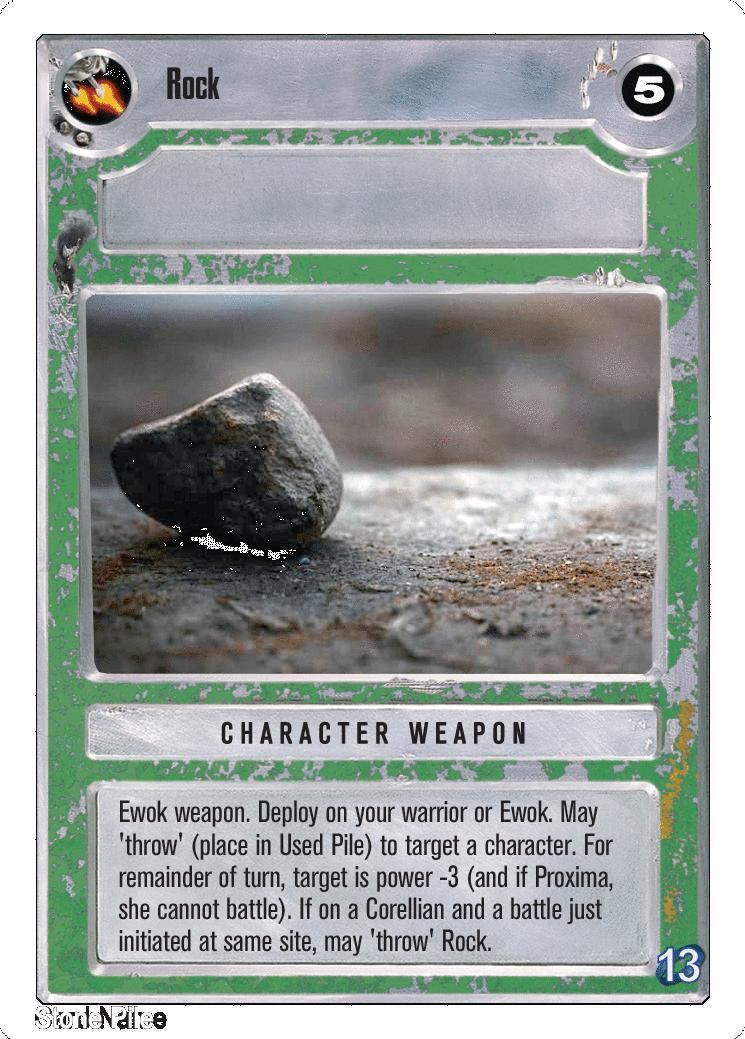 Rock
5
CHARACTER WEAPON
Ewok weapon. Deploy on your warrior or Ewok. May
'throw' (place in Used Pile) to target a character. For
remainder of turn, target is power -3 (and if Proxima,
she cannot battle). If on a Corellian and a battle just
initiated at same site, may 'throw' Rock.
13